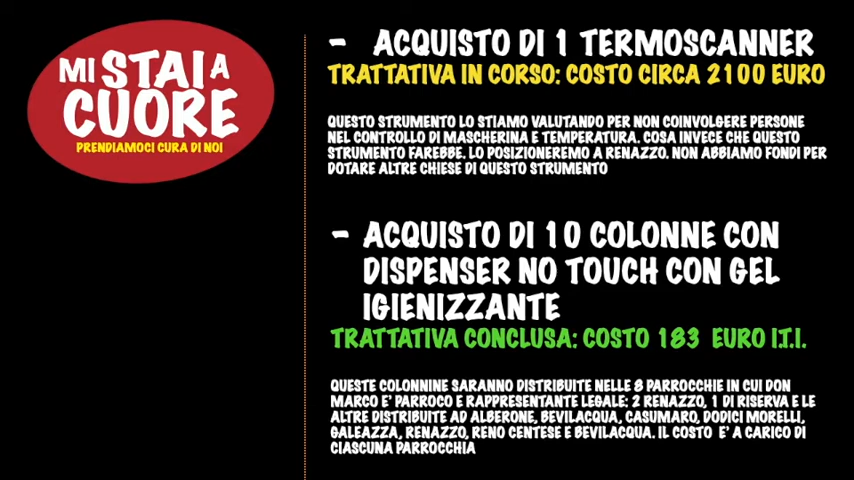 MI STAI A
CUORE
PRENDIAMOCI CURA DI NOI
- ACQUISTO DI 1 TERMOSCANNER
TRATTATIVA IN CORSO: COSTO CIRCA 2100 EURO
QUESTO STRUMENTO LO STIAMO VALUTANDO PER NON COINVOLGERE PERSONE
NEL CONTROLLO DI MASCHERINA E TEMPERATURA. COSA INVECE CHE QUESTO
STRUMENTO FAREBBE. LO POSIZIONEREMO A RENAZZO. NON ABBIAMO FONDI PER
DOTARE ALTRE CHIESE DI QUESTO STRUMENTO
- ACQUISTO DI 10 COLONNE CON
DISPENSER NO TOUCH CON GEL
IGIENIZZANTE
TRATTATIVA CONCLUSA: COSTO 183 EURO I.T.I.
QUESTE COLONNINE SARANNO DISTRIBUITE NELLE 8 PARROCCHIE IN CUI DON
MARCO E' PARROCO E RAPPRESENTANTE LEGALE; 2 RENAZZO, 1 DI RISERVA E LE
ALTRE DISTRIBUITE AD ALBERONE, BEVILACQUA, CASUMARO, DODICI MORELLI,
GALEAZZA, RENAZZO, RENO CENTESE E BEVILACQUA. IL COSTO E' A CARICO DI
CIASCUNA PARROCCHIA